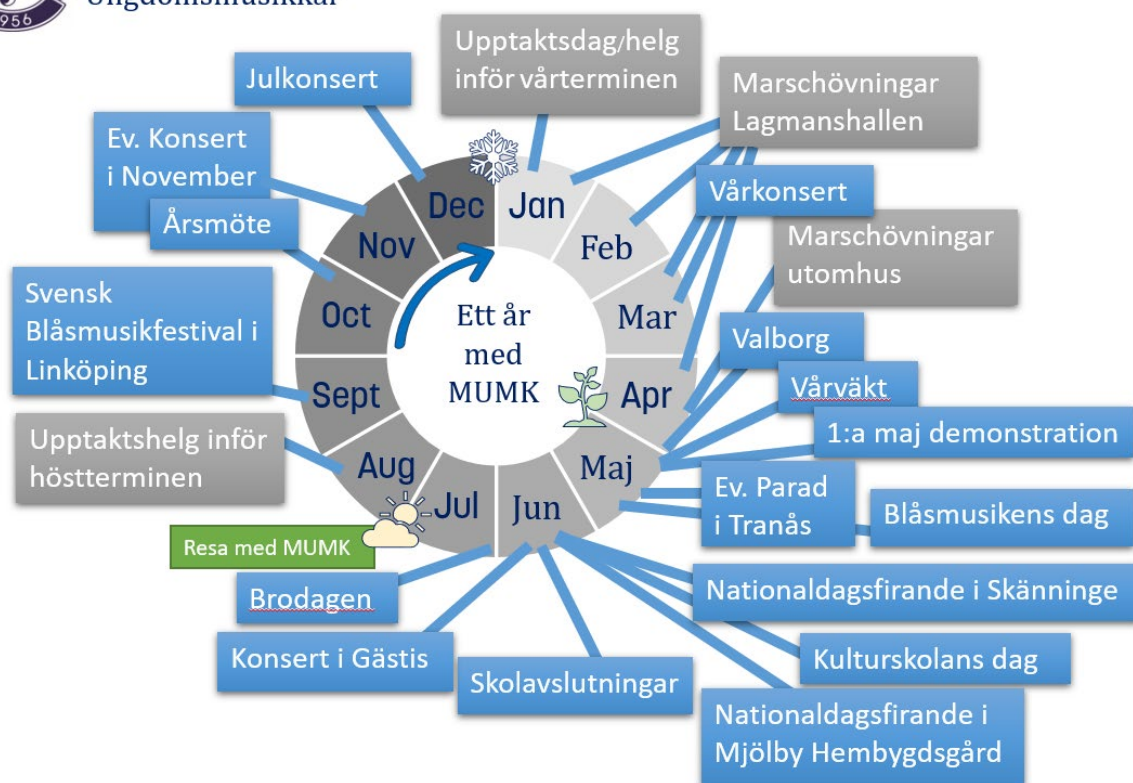 1956
Ungdomsmusikkår
Upptaktsdag/helg
inför vårterminen
Julkonsert
Marschövningar
Lagmanshallen
Ev. Konsert
i November
Årsmöte
Vårkonsert
Marschövningar
utomhus
Svensk
Blåsmusikfestival i
Linköping
Valborg
Vårväkt
1:a maj demonstration
Upptaktshelg inför
höstterminen
Ev. Parad
i Tranås
Blåsmusikens dag
Resa med MUMK
Brodagen
Nationaldagsfirande i Skänninge
Konsert i Gästis
Kulturskolans dag
Skolavslutningar
Nationaldagsfirande i
Mjölby Hembygdsgård
Jan
Feb
Mar
Apr
Maj
Jun
Jul
Aug
Sept
Oct
Nov
Dec
Ett år
med
MUMK